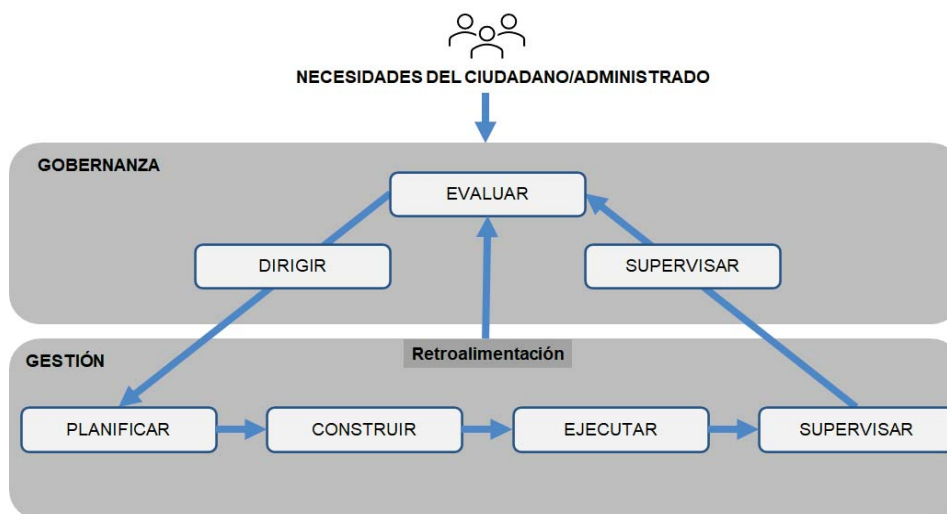 NECESIDADES DEL CIUDADANO/ADMINISTRADO
GOBERNANZA
EVALUAR
DIRIGIR
SUPERVISAR
Retroalimentación
GESTIÓN
PLANIFICAR
CONSTRUIR
EJECUTAR
SUPERVISAR